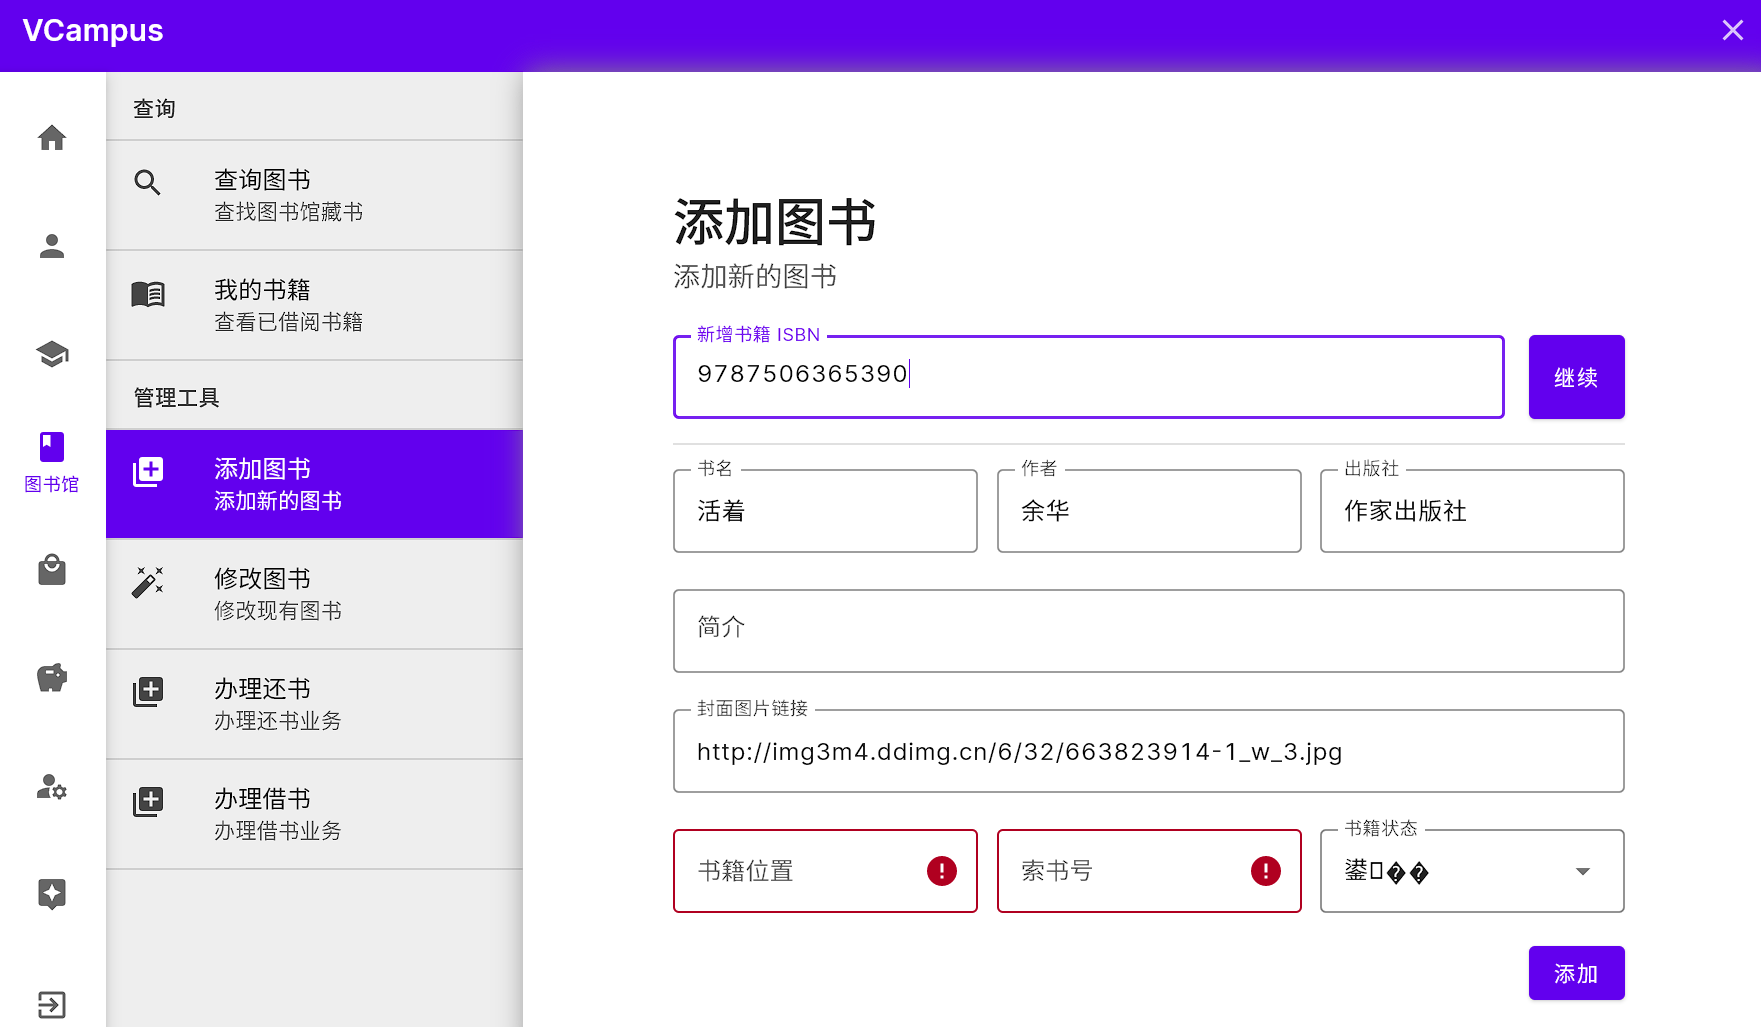 VCampus
查询
查询图书
查找图书馆藏书
我的书籍
查看已借阅书籍
管理工具
添加图书
添加新的图书
修改图书
修改现有图书
办理还书
办理还书业务
办理借书
办理借书业务
图书馆
添加图书
添加新的图书
新增书籍 ISBN
9787506365390
继续
书名
活着
作者
余华
出版社
作家出版社
简介
封面图片链接
http://img3m4.ddimg.cn/6/32/663823914-1_w_3.jpg
书籍位置
索书号
书籍状态
添加